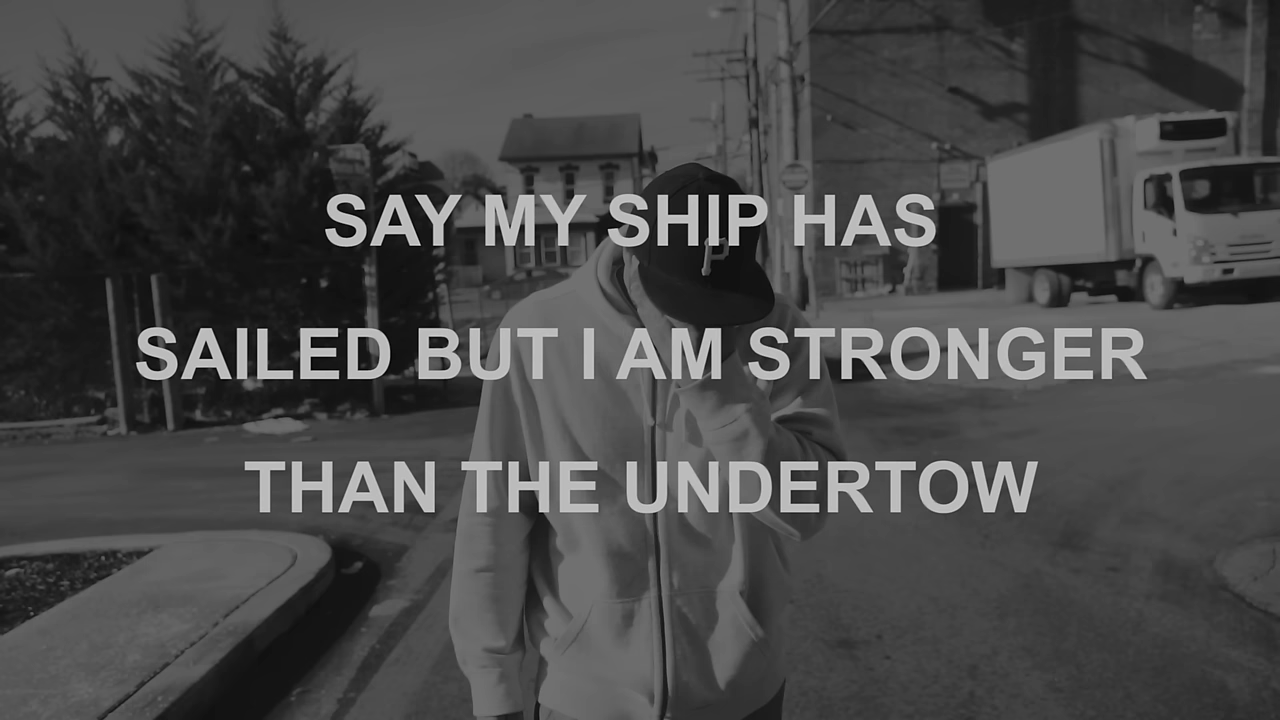 SAY MY SHIP HAS
P
SAILED BUT I AM STRONGER
THAN THE UNDERTOW